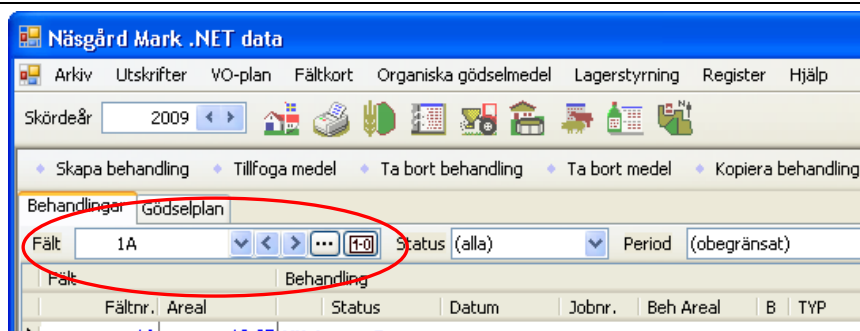 Näsgård Mark .NET data
Arkiv Utskrifter VO-plan Fältkort Organiska gödselmedel Lagerstyrning Register Hjälp
Skördeår 2009
Skapa behandling Tillfoga medel Ta bort behandling Ta bort medel Kopiera behandling
Behandlingar Gödselplan
Fält 1A 1-0 Status (alla) Period (obegränsat)
Fält Behandling
Fältnr. Areal Status Datum Jobnr. Beh Areal B TYP